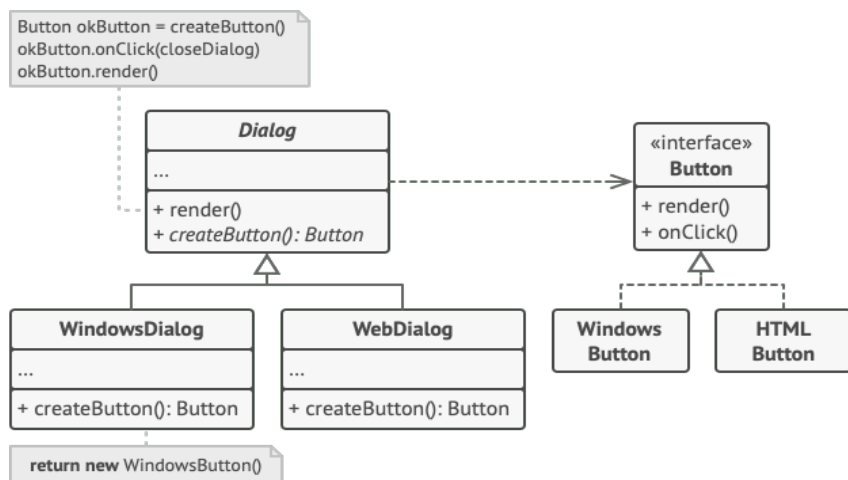 Button okButton = createButton()
okButton.onClick(closeDialog)
okButton.render()
Dialog
...
+ render()
+ createButton(): Button
«interface»
Button
+ render()
+ onClick()
WindowsDialog
...
+ createButton(): Button
WebDialog
...
+ createButton(): Button
Windows
Button
HTML
Button
return new WindowsButton()